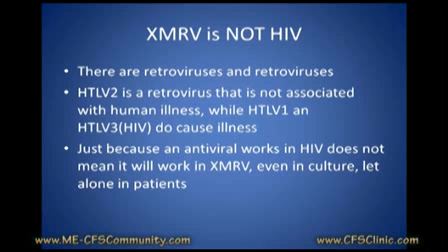 XMRV is NOT HIV
• There are retroviruses and retroviruses
• HTLV2 is a retrovirus that is not associated
with human illness, while HTLV1 an
HTLV3(HIV) do cause illness
• Just because an antiviral works in HIV does not
mean it will work in XMRV, even in culture, let
alone in patients
www.ME-CFSCommunity.com www.CFSClinic.com